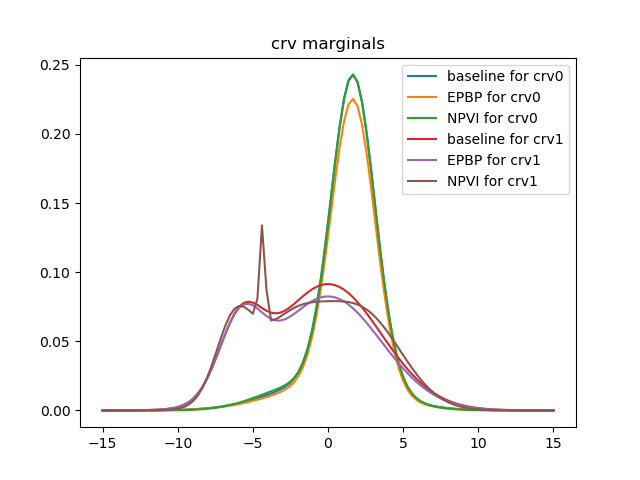 crv marginals
0.25
0.20
0.15
0.10
0.05
0.00
baseline for crv0
EPBP for crv0
NPVI for crv0
baseline for crv1
EPBP for crv1
NPVI for crv1
−15 −10 −5 0 5 10 15